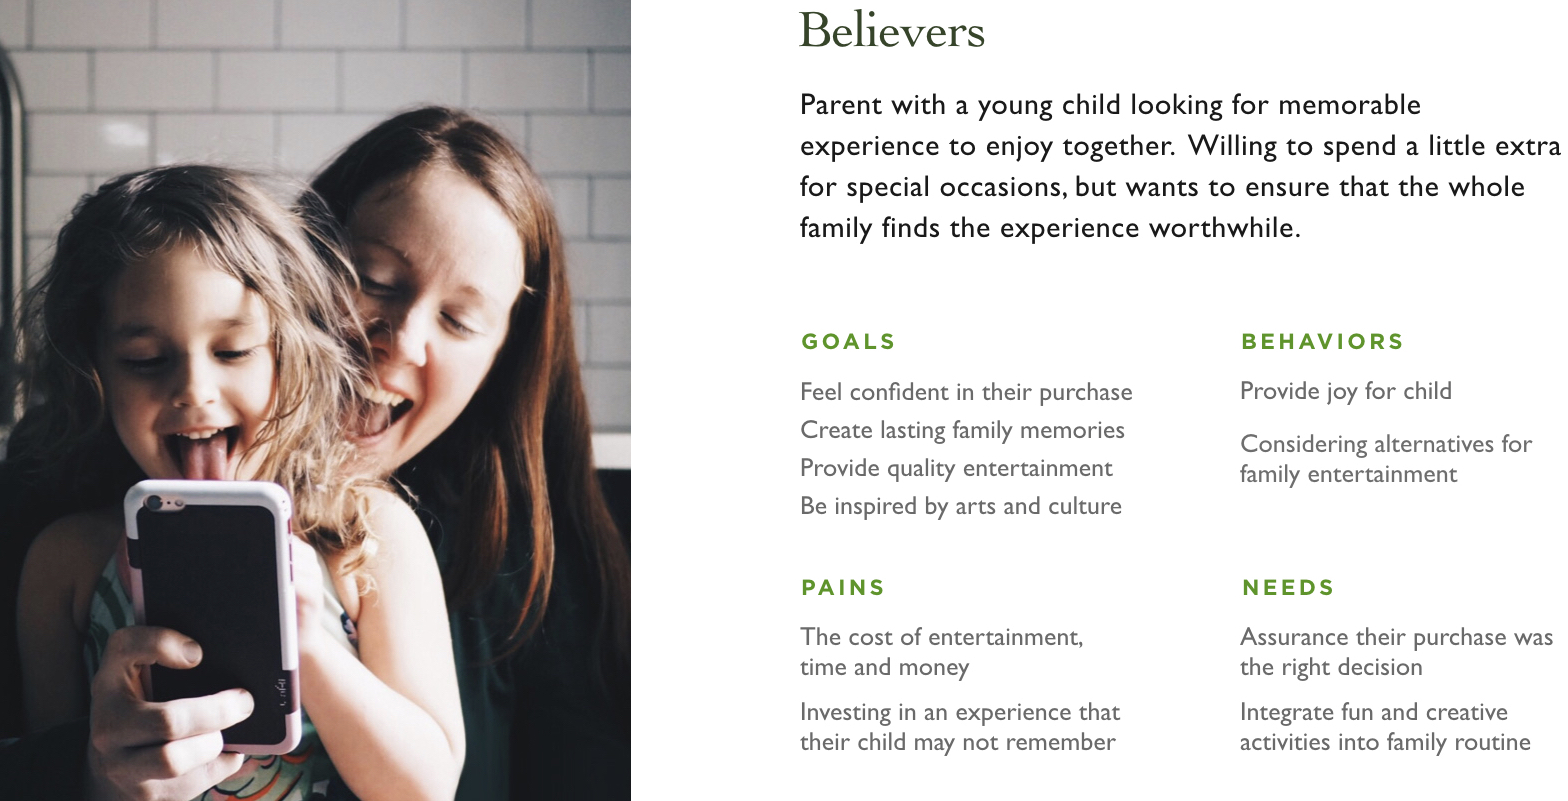 Believers
Parent with a young child looking for memorable
experience to enjoy together. Willing to spend a little extra
for special occasions, but wants to ensure that the whole
family finds the experience worthwhile.
GOALS
Feel confident in their purchase
Create lasting family memories
Provide quality entertainment
Be inspired by arts and culture
BEHAVIORS
Provide joy for child
Considering alternatives for
family entertainment
PAINS
The cost of entertainment,
time and money
Investing in an experience that
their child may not remember
NEEDS
Assurance their purchase was
the right decision
Integrate fun and creative
activities into family routine